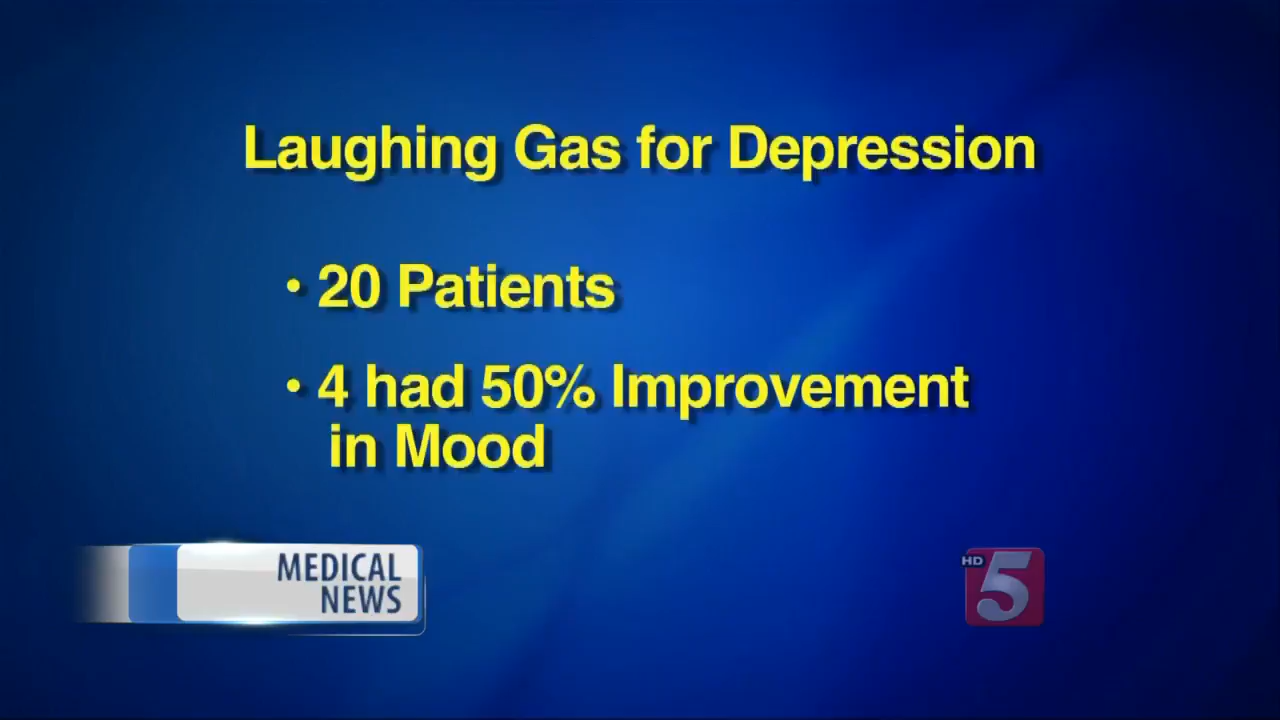 Laughing Gas for Depression
• 20 Patients
• 4 had 50% Improvement
in Mood
MEDICAL
NEWS
HD
5